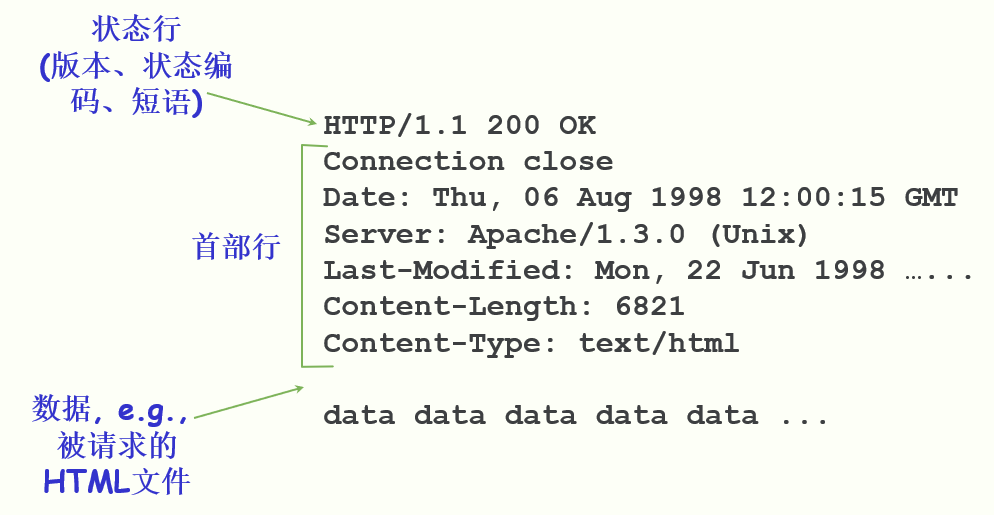 状态行
(版本、状态编
码、短语)
HTTP/1.1 200 OK
Connection close
Date: Thu, 06 Aug 1998 12:00:15 GMT
Server: Apache/1.3.0 (Unix)
Last-Modified: Mon, 22 Jun 1998 …...
Content-Length: 6821
Content-Type: text/html
首部行
数据, e.g.,
被请求的
HTML文件
data data data data data ...